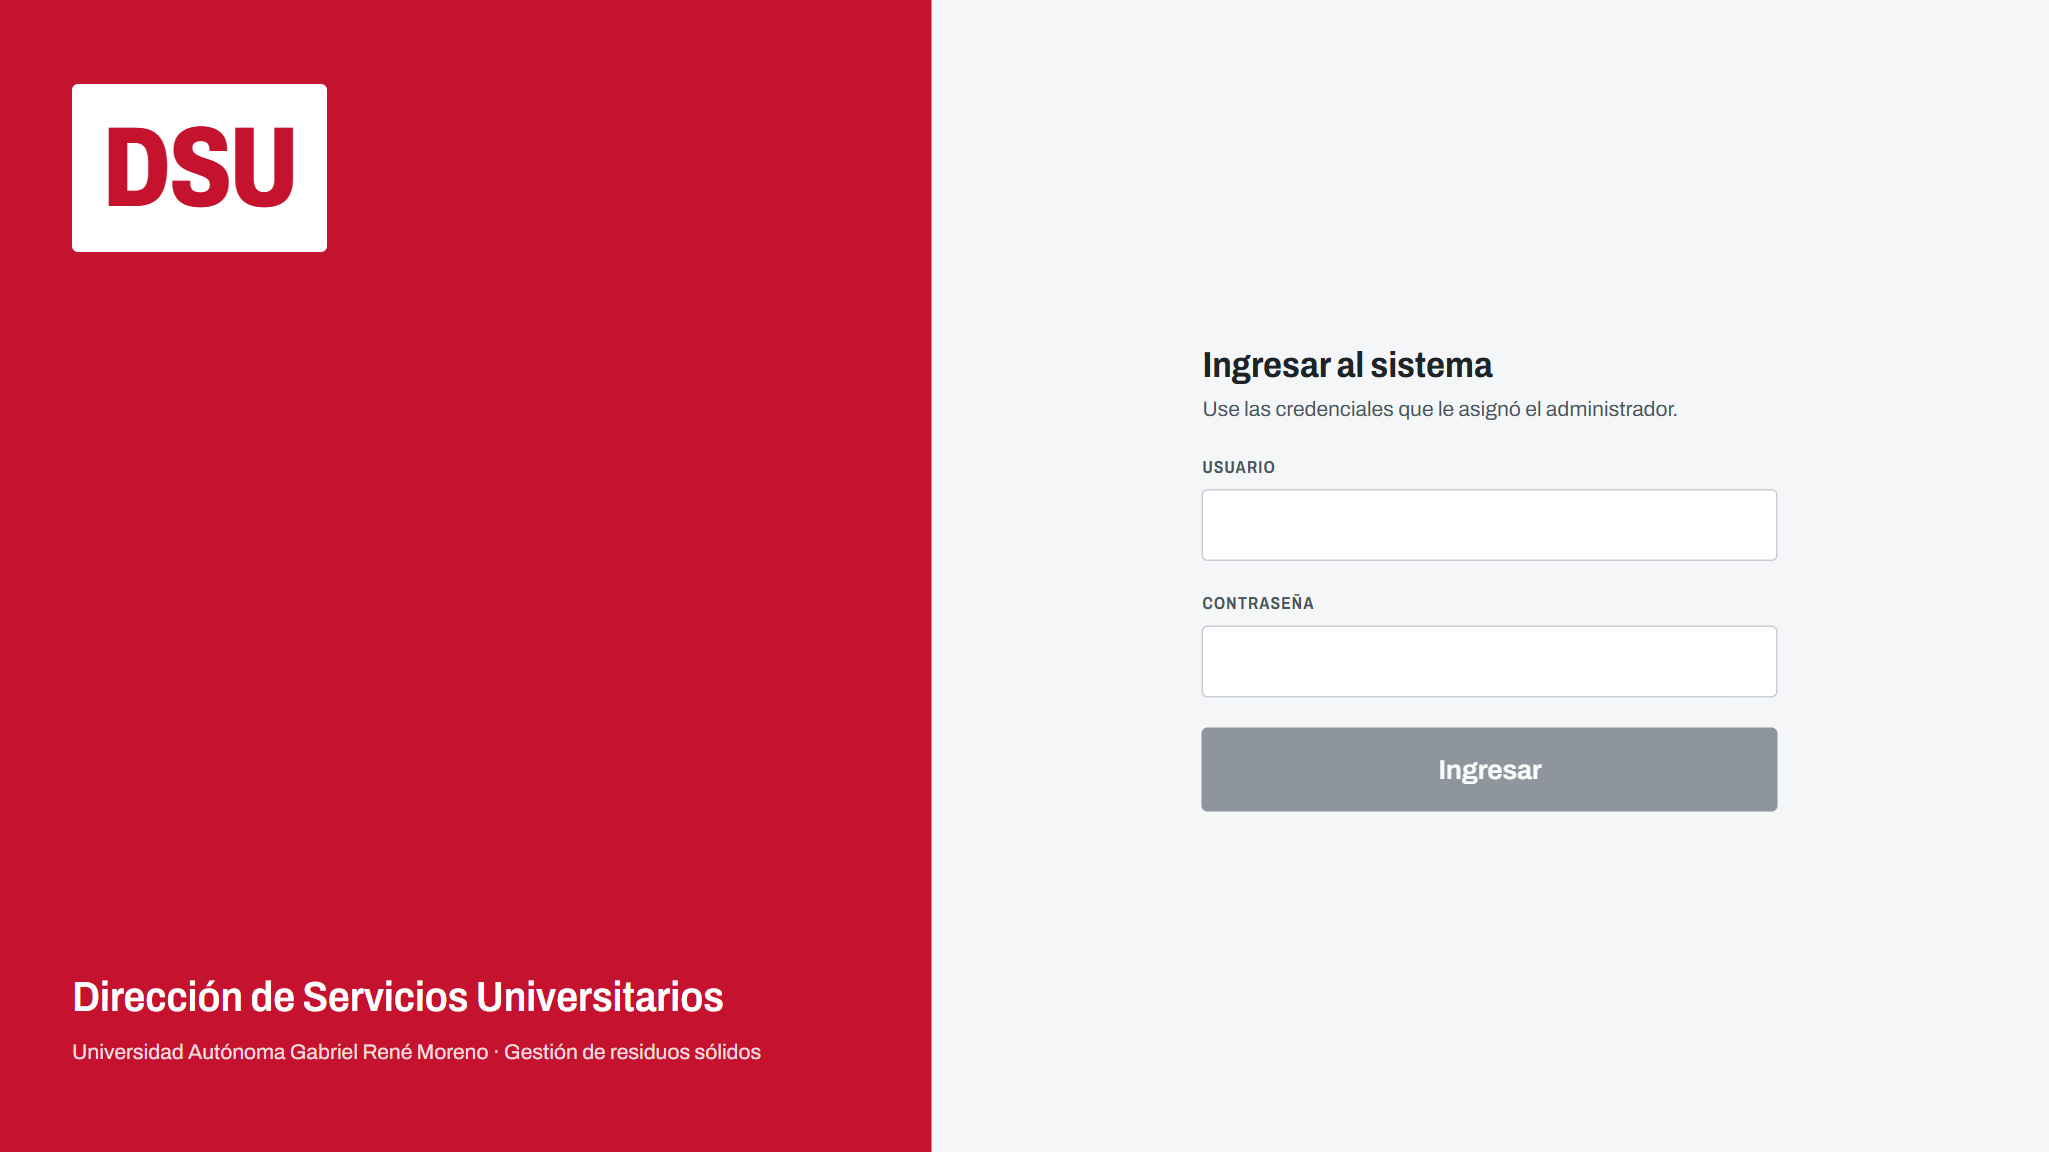 DSU
Dirección de Servicios Universitarios
Universidad Autónoma Gabriel René Moreno · Gestión de residuos sólidos
Ingresar al sistema
Use las credenciales que le asignó el administrador.
USUARIO
CONTRASEÑA
Ingresar